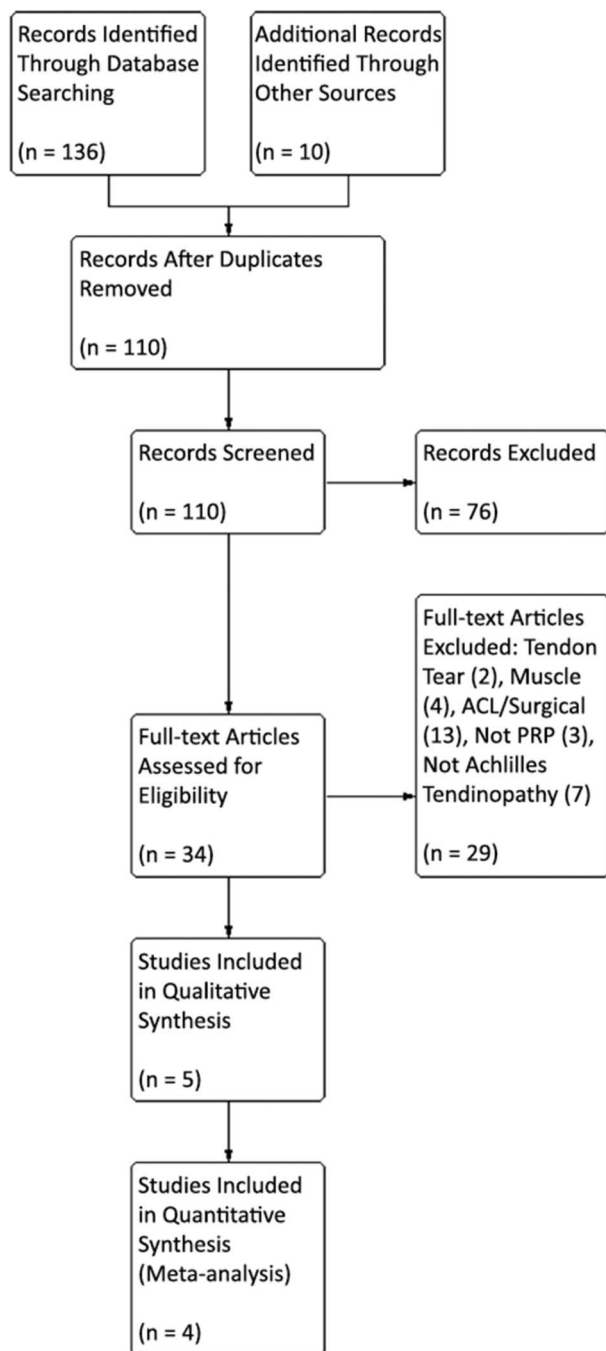 Records Identified
Through Database
Searching
(n = 136)
Additional Records
Identified Through
Other Sources
(n = 10)
Records After Duplicates
Removed
(n = 110)
Records Screened
(n = 110)
Records Excluded
(n = 76)
Full-text Articles
Assessed for
Eligibility
(n = 34)
Full-text Articles
Excluded: Tendon
Tear (2), Muscle
(4), ACL/Surgical
(13), Not PRP (3),
Not Achlilles
Tendinopathy (7)
(n = 29)
Studies Included
in Qualitative
Synthesis
(n = 5)
Studies Included
in Quantitative
Synthesis
(Meta-analysis)
(n = 4)